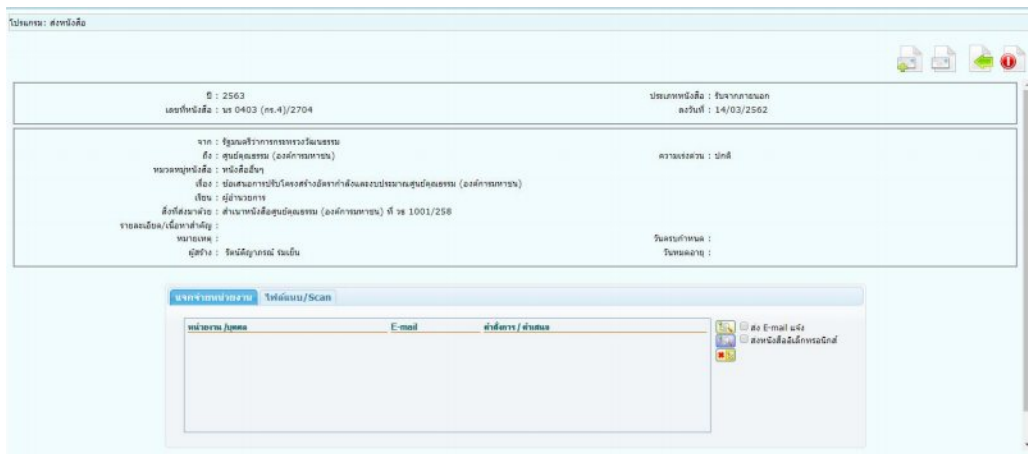 โปรแกรม: ส่งหนังสือ
ปี : 2563 ประเภทหนังสือ : รับจากภายนอก
เลขที่หนังสือ : นร 0403 (กร.4)/2704 ลงวันที่ : 14/03/2562
จาก : รัฐมนตรีว่าการกระทรวงวัฒนธรรม
ถึง : ศูนย์คุณธรรม (องค์การมหาชน) ความเร่งด่วน : ปกติ
หมวดหมู่หนังสือ : หนังสืออื่นๆ
เรื่อง : ข้อเสนอการปรับโครงสร้างอัตรากำลังและงบประมาณศูนย์คุณธรรม (องค์การมหาชน)
เรียน : ผู้อำนวยการ
สิ่งที่ส่งมาด้วย : สำเนาหนังสือศูนย์คุณธรรม (องค์การมหาชน) ที่ วธ 1001/258
รายละเอียด/เนื้อหาสำคัญ :
หมายเหตุ : วันครบกำหนด :
ผู้สร้าง : รัตน์ติญาภรณ์ ร่มเย็น วันหมดอายุ :
แจกจ่ายหน่วยงาน ไฟล์แนบ/Scan
หน่วยงาน /บุคคล E-mail คำสั่งการ / คำเสนอ
ส่ง E-mail แจ้ง
ส่งหนังสืออิเล็กทรอนิกส์